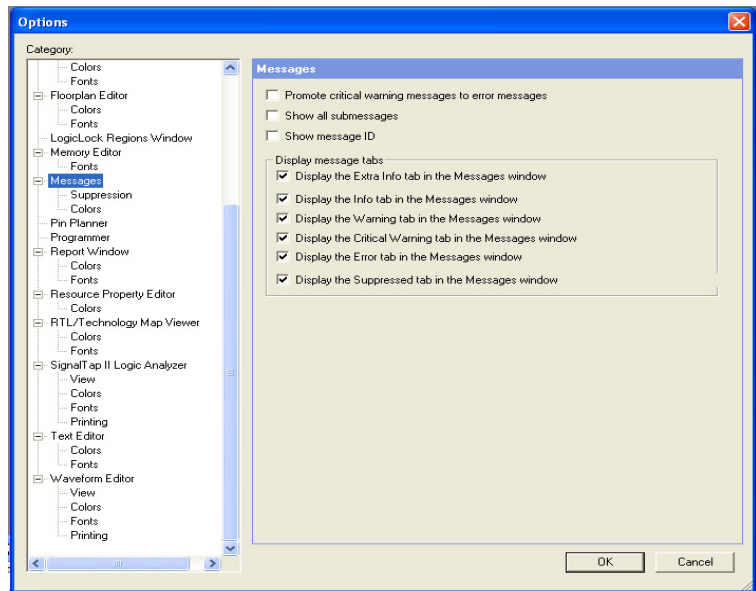 Options
Category:
Colors
Fonts
Floorplan Editor
Colors
Fonts
LogicLock Regions Window
Memory Editor
Fonts
Messages
Suppression
Colors
Pin Planner
Programmer
Report Window
Colors
Fonts
Resource Property Editor
Colors
RTL/Technology Map Viewer
Colors
Fonts
SignalTap II Logic Analyzer
View
Colors
Fonts
Printing
Text Editor
Colors
Fonts
Waveform Editor
View
Colors
Fonts
Printing
Messages
Promote critical warning messages to error messages
Show all submessages
Show message ID
Display message tabs
Display the Extra Info tab in the Messages window
Display the Info tab in the Messages window
Display the Warning tab in the Messages window
Display the Critical Warning tab in the Messages window
Display the Error tab in the Messages window
Display the Suppressed tab in the Messages window
OK
Cancel